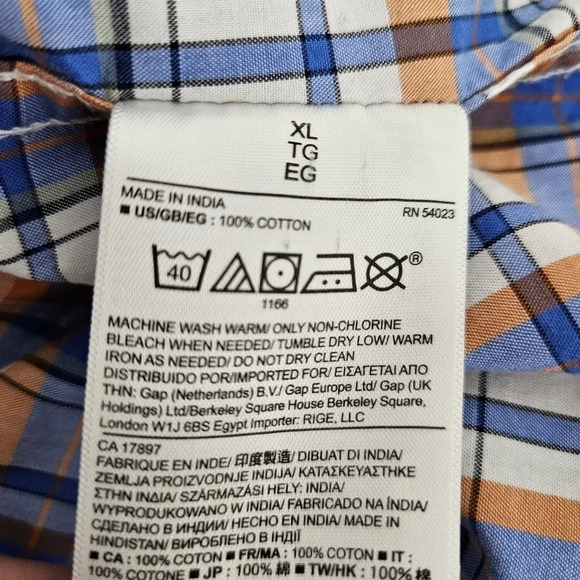 XL
TG
EG
MADE IN INDIA RN 54023
■ US/GB/EG : 100% COTTON
40 ®
1166
MACHINE WASH WARM/ ONLY NON-CHLORINE
BLEACH WHEN NEEDED/ TUMBLE DRY LOW/ WARM
IRON AS NEEDED/ DO NOT DRY CLEAN
DISTRIBUIDO POR/IMPORTED FOR/ ΕΙΣΑΓΕΤΑΙ ΑΠΟ
ΤΗΝ: Gap (Netherlands) B.V./ Gap Europe Ltd/ Gap (UK
Holdings) Ltd/Berkeley Square House Berkeley Square,
London W1J 6BS Egypt Importer: RIGE, LLC
CA 17897
FABRIQUE EN INDE/ 印度製造/ DIBUAT DI INDIA/
ZEMLJA PROIZVODNJE INDIJA/ ΚΑΤΑΣΚΕΥΑΣΤΗΚΕ
ΣΤΗΝ ΙΝΔΙΑ/ SZÁRMAZÁSI HELY: INDIA/
WYPRODUKOWANO W INDIA/ FABRICADO NA ÍNDIA/
СДЕЛАНО В ИНДИИ/ HECHO EN INDIA/ MADE IN
HINDISTAN/ ВИРОБЛЕНО В ІНДІЇ
■ CA : 100% COTON ■ FR/MA : 100% COTON ■ IT :
100% COTONE ■ JP : 100% 綿 ■ TW/HK : 100% 棉